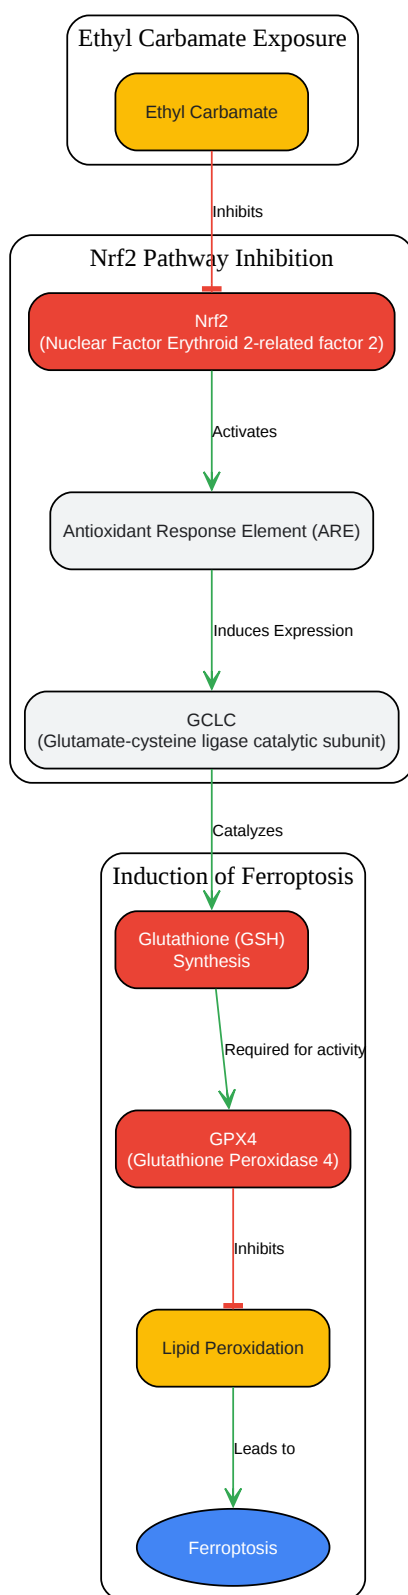 Ethyl Carbamate Exposure
Ethyl Carbamate
Inhibits
Nrf2 Pathway Inhibition
Nrf2
(Nuclear Factor Erythroid 2-related factor 2)
Activates
Antioxidant Response Element (ARE)
Induces Expression
GCLC
(Glutamate-cysteine ligase catalytic subunit)
Catalyzes
Induction of Ferroptosis
Glutathione (GSH)
Synthesis
Required for activity
GPX4
(Glutathione Peroxidase 4)
Inhibits
Lipid Peroxidation
Leads to
Ferroptosis